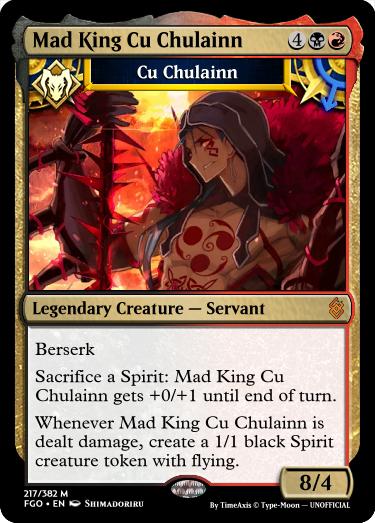 Mad King Cu Chulainn 4
Cu Chulainn
Legendary Creature — Servant
Berserk
Sacrifice a Spirit: Mad King Cu
Chulainn gets +0/+1 until end of turn.
Whenever Mad King Cu Chulainn is
dealt damage, create a 1/1 black Spirit
creature token with flying.
8/4
217/382 M
FGO • EN Shimadoriru
By TimeAxis © Type-Moon — UNOFFICIAL